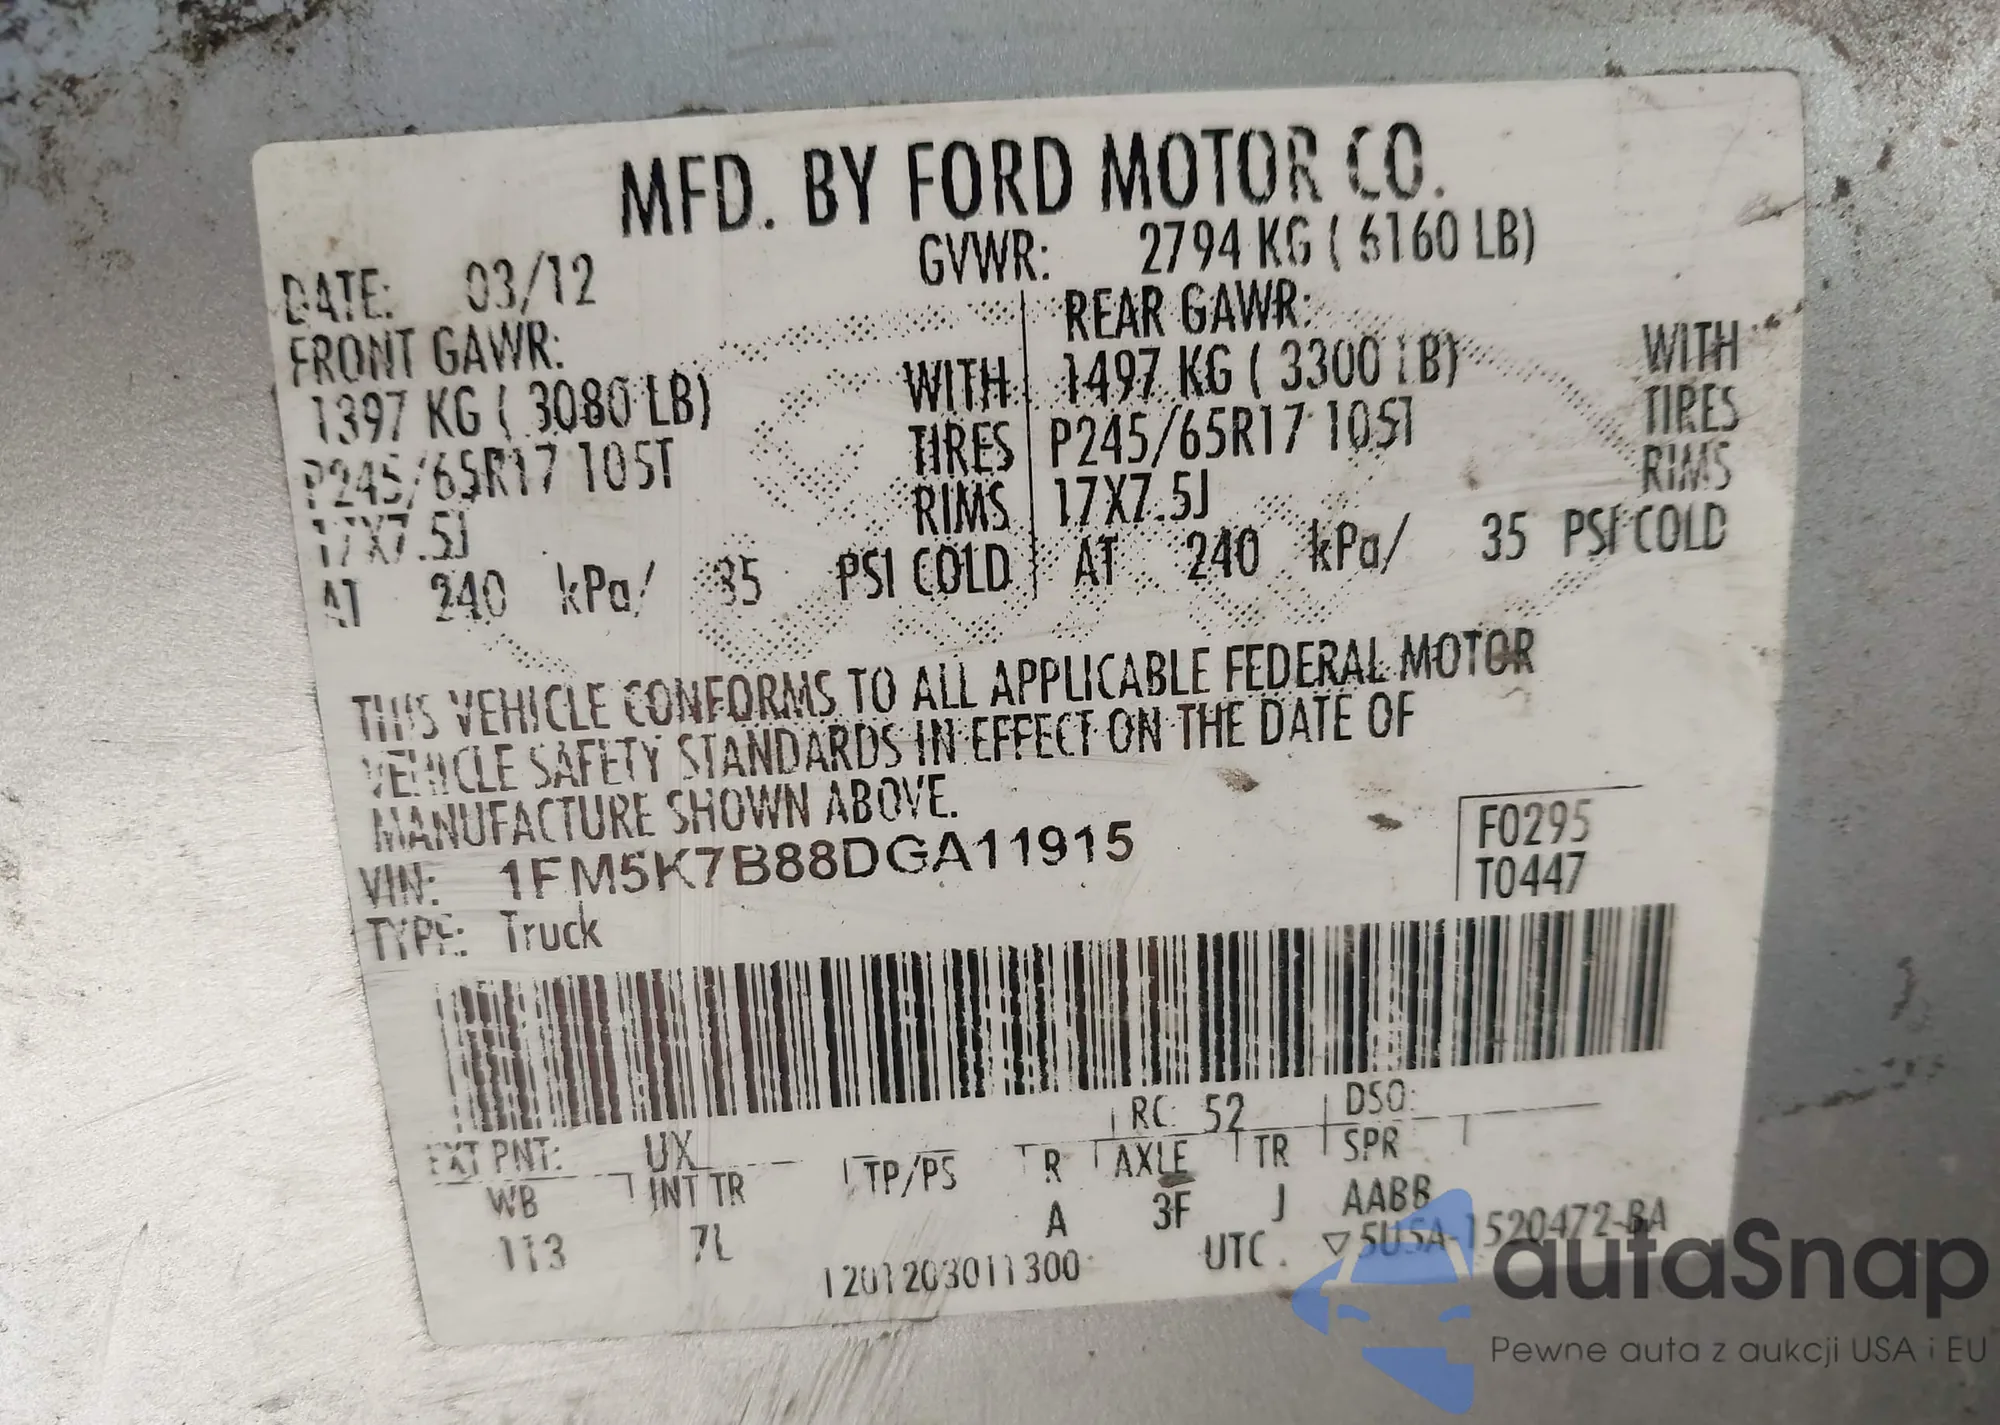 MFD. BY FORD MOTOR CO.
DATE: 03/12 GVWR: 2794 KG ( 6160 LB)
FRONT GAWR: REAR GAWR:
1397 KG ( 3080 LB) WITH 1497 KG ( 3300 LB) WITH
P245/65R17 105T TIRES P245/65R17 105T TIRES
17X7.5J RIMS 17X7.5J RIMS
AT 240 kPa/ 35 PSI COLD AT 240 kPa/ 35 PSI COLD
THIS VEHICLE CONFORMS TO ALL APPLICABLE FEDERAL MOTOR
VEHICLE SAFETY STANDARDS IN EFFECT ON THE DATE OF
MANUFACTURE SHOWN ABOVE.
VIN: 1FM5K7B88DGA11915
F0295
TYPE: Truck
T0447
EXT PNT: UX RC: 52 DSO:
WB INT TR TP/PS R AXLE TR SPR
113 7L A 3F J AABB
1201203011300 UTC. ▽5U5A-1520472-BA
autaSnap
Pewne auta z aukcji USA i EU